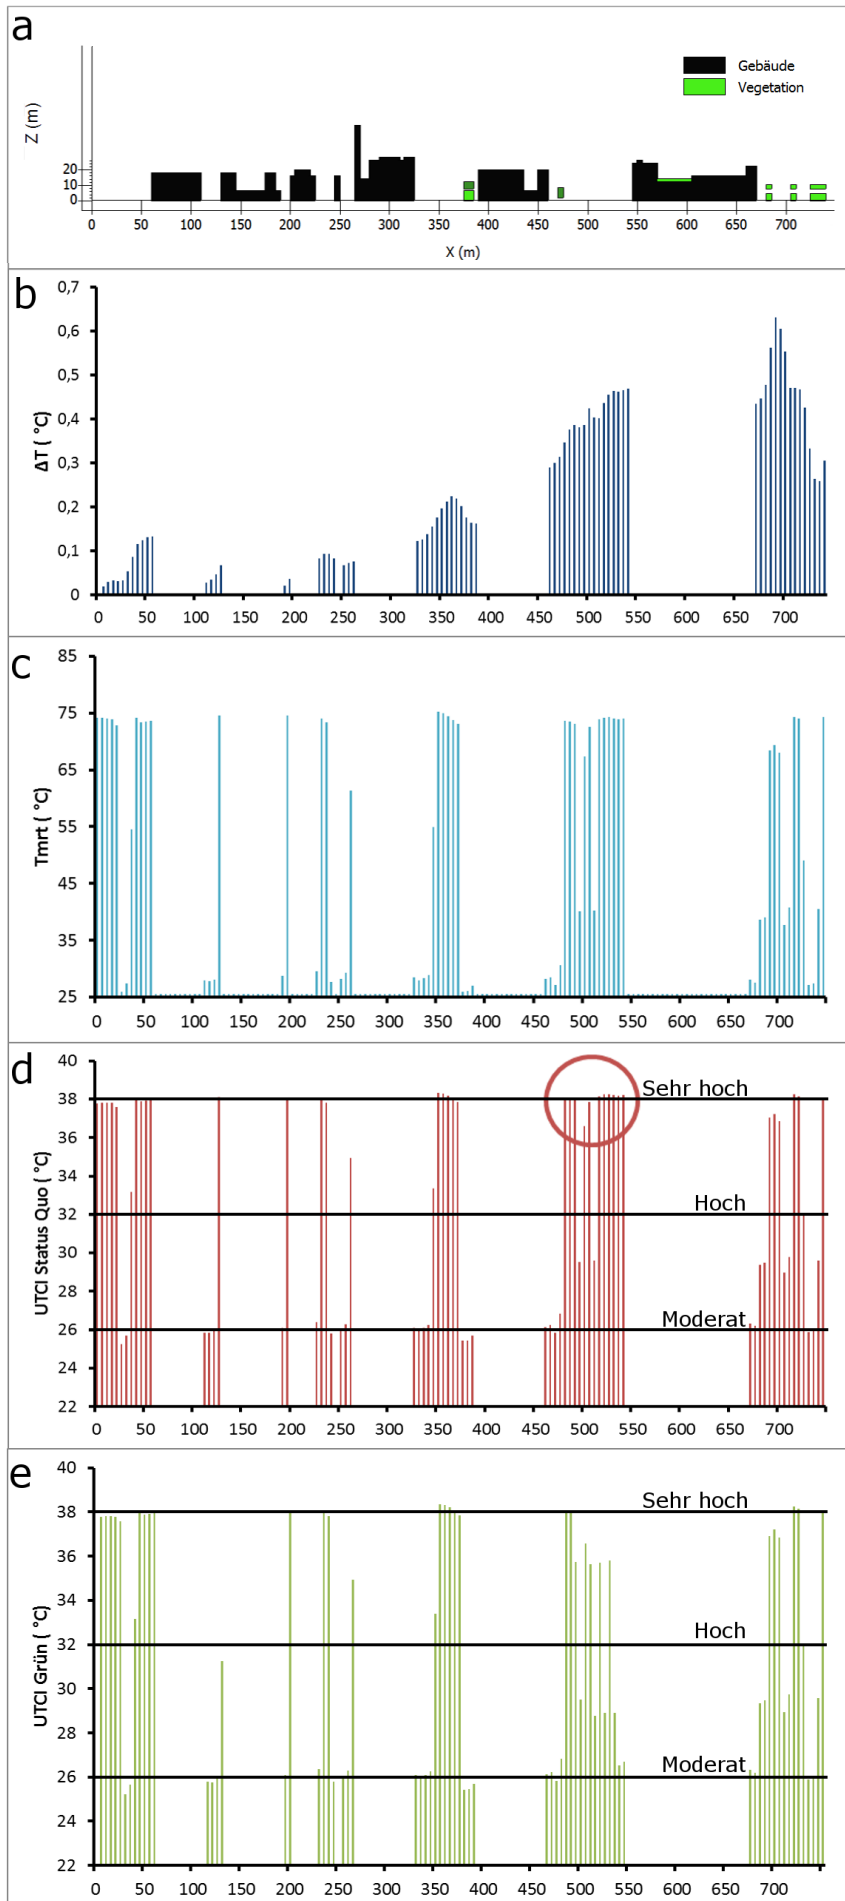 a
Gebäude
Vegetation
Z (m)
20
10
0
0 50 100 150 200 250 300 350 400 450 500 550 600 650 700
X (m)
b
0,7
0,6
0,5
0,4
0,3
0,2
0,1
0
ΔT ( °C)
0 50 100 150 200 250 300 350 400 450 500 550 600 650 700
c
85
75
65
55
45
35
25
Tmrt ( °C)
0 50 100 150 200 250 300 350 400 450 500 550 600 650 700
d
40
38
36
34
32
30
28
26
24
22
UTCI Status Quo ( °C)
Sehr hoch
Hoch
Moderat
0 50 100 150 200 250 300 350 400 450 500 550 600 650 700
e
40
38
36
34
32
30
28
26
24
22
UTCI Grün ( °C)
Sehr hoch
Hoch
Moderat
0 50 100 150 200 250 300 350 400 450 500 550 600 650 700